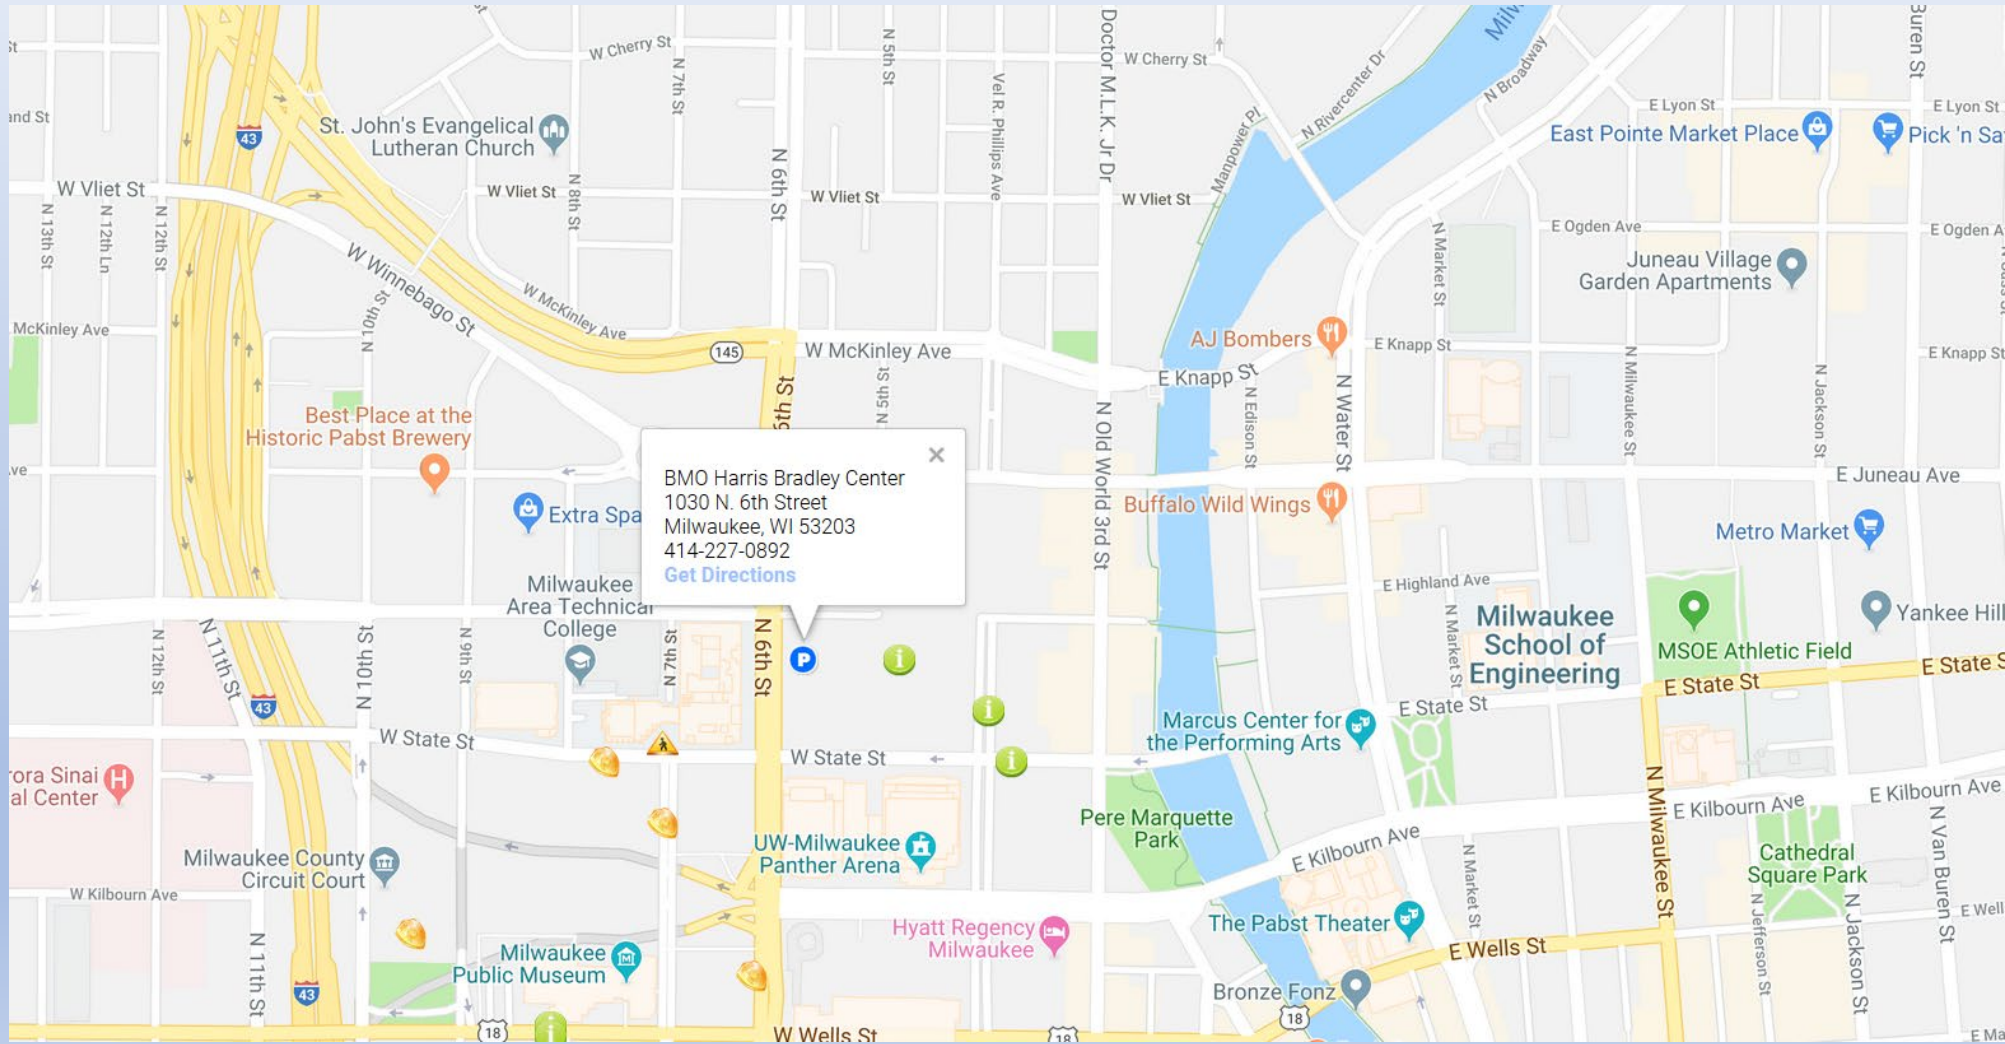 BMO Harris Bradley Center
1030 N. 6th Street
Milwaukee, WI 53203
414-227-0892
Get Directions
W Cherry St
N 5th St
N 7th St
Doctor M.L.K. Jr Dr
W Cherry St
N Rivercenter Dr
N Broadway
Buren St
E Lyon St
E Lyon St
43
St. John's Evangelical
Lutheran Church
N 6th St
Vel R. Phillips Ave
Manpower Pl
East Pointe Market Place
Pick 'n Sa
W Vliet St
W Vliet St
N 8th St
W Vliet St
W Vliet St
N 13th St
N 12th Ln
N 12th St
W Winnebago St
N Market St
E Ogden Ave
E Ogden A
Juneau Village
Garden Apartments
W McKinley Ave
N 10th St
McKinley Ave
145
W McKinley Ave
AJ Bombers
E Knapp St
E Knapp St
E Knapp St
Best Place at the
Historic Pabst Brewery
6th St
N 5th St
N Old World 3rd St
N Edison St
N Water St
N Milwaukee St
N Jackson St
E Juneau Ave
Extra Spa
Buffalo Wild Wings
Metro Market
Milwaukee
Area Technical
College
E Highland Ave
N Market St
Milwaukee
School of
Engineering
MSOE Athletic Field
Yankee Hill
N 12th St
N 11th St
N 10th St
N 9th St
N 7th St
N 6th St
P
E State St
E State S
43
E State St
W State St
W State St
Marcus Center for
the Performing Arts
rora Sinai
al Center
H
Pere Marquette
Park
N Milwaukee St
E Kilbourn Ave
E Kilbourn Ave
UW-Milwaukee
Panther Arena
E Kilbourn Ave
N Market St
Cathedral
Square Park
N Van Buren St
Milwaukee County
Circuit Court
W Kilbourn Ave
Hyatt Regency
Milwaukee
The Pabst Theater
N Jefferson St
N Jackson St
E Well
N 11th St
Milwaukee
Public Museum
E Wells St
43
Bronze Fonz
18
18
W Wells St
18
E Ma